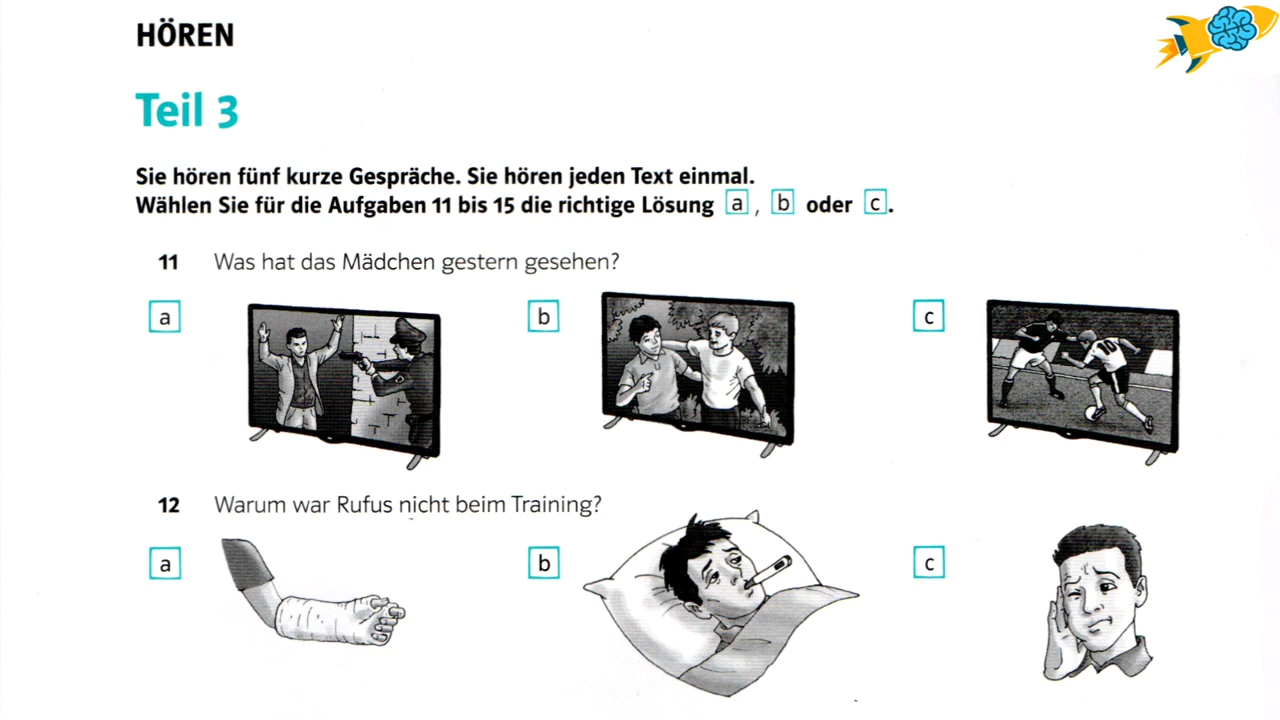 HÖREN
Teil 3
Sie hören fünf kurze Gespräche. Sie hören jeden Text einmal.
Wählen Sie für die Aufgaben 11 bis 15 die richtige Lösung a , b oder c .
11 Was hat das Mädchen gestern gesehen?
a b c
10
12 Warum war Rufus nicht beim Training?
a b c